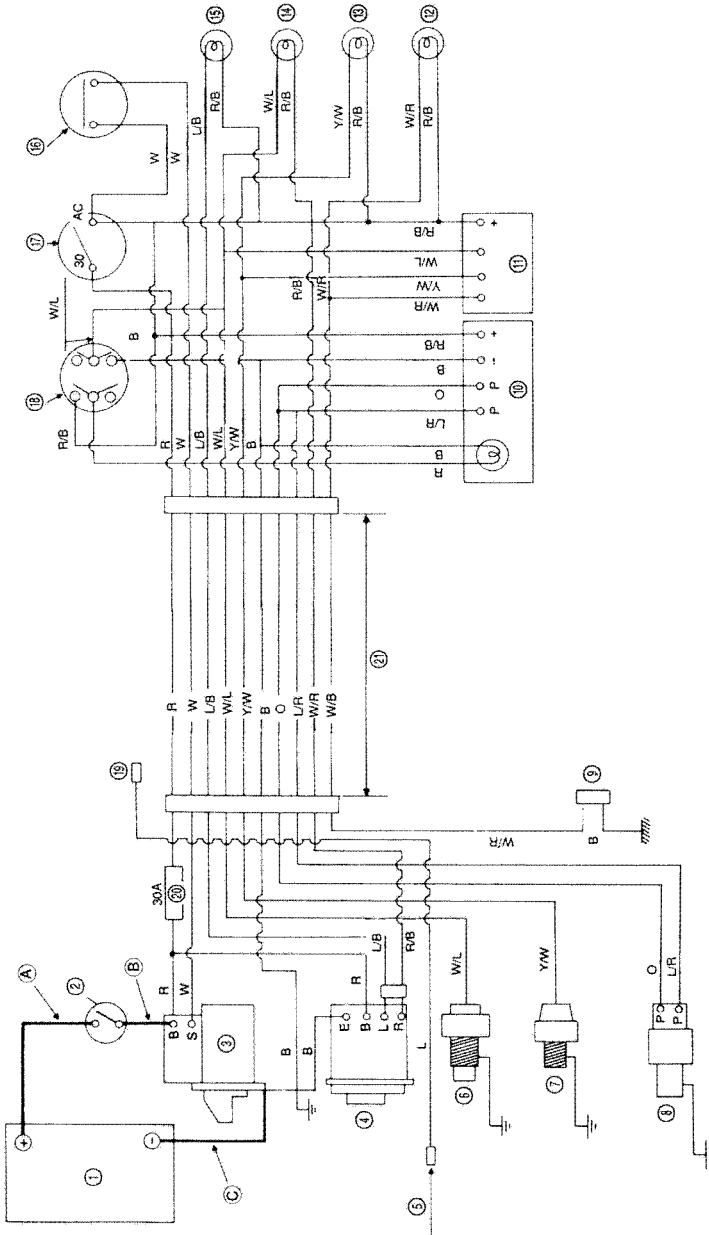 ⑮
⑭
⑬
⑫
⑯
⑰
⑱
AC
30
W
W
L/B
R/B
W/L
R/B
Y/W
R/B
W/R
R/B
W/L
B
R/B
R
W
L/B
W/L
Y/W
B
R/B
W/R
R/B
W/L
Y/W
W/R
+
⑪
R/B
B
O
L/R
B
R
+
-
P
P
⑩
R
W
L/B
W/L
Y/W
B
O
L/R
W/R
W/B
㉑
⑲
⑨
W/R
B
30A
⑳
Ⓐ
②
Ⓑ
R
W
B
S
③
R
L/B
R/B
B
B
E
B
L
R
④
L
⑤
W/L
⑥
Y/W
⑦
O
L/R
P
P
⑧
+
-
①
Ⓒ